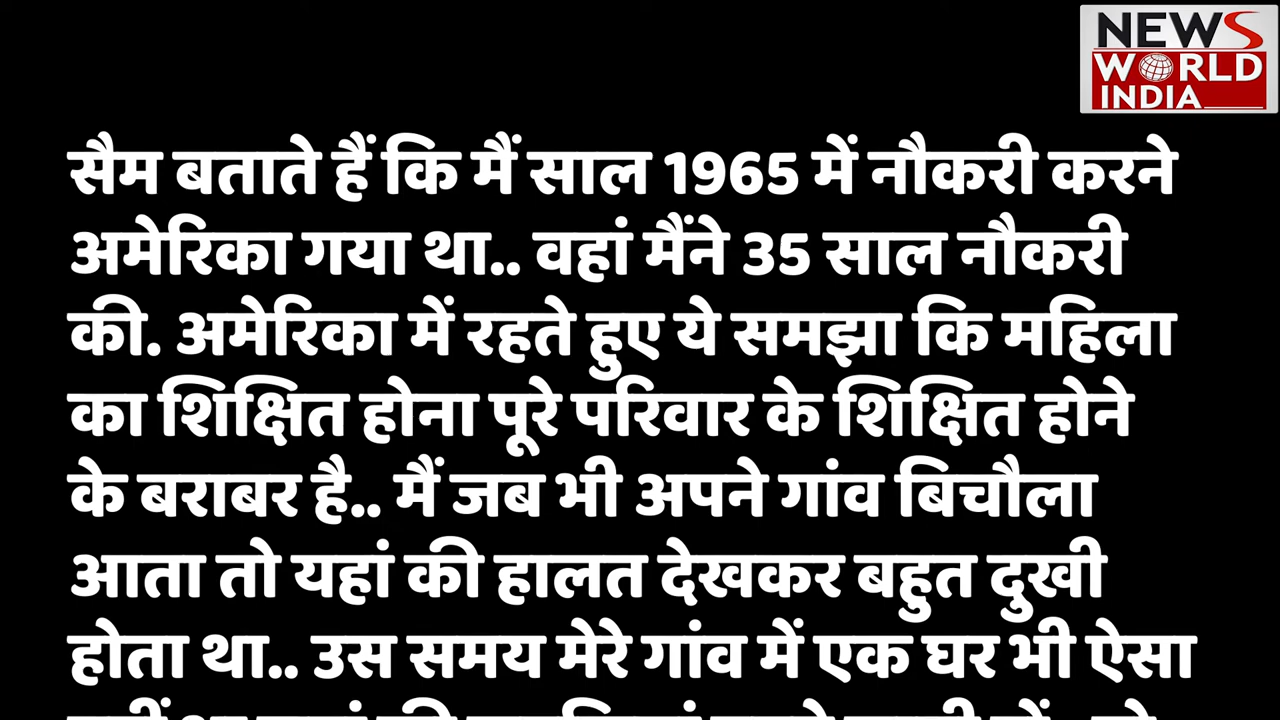 NEWS
WORLD
INDIA
सैम बताते हैं कि मैं साल 1965 में नौकरी करने
अमेरिका गया था.. वहां मैंने 35 साल नौकरी
की. अमेरिका में रहते हुए ये समझा कि महिला
का शिक्षित होना पूरे परिवार के शिक्षित होने
के बराबर है.. मैं जब भी अपने गांव बिचौला
आता तो यहां की हालत देखकर बहुत दुखी
होता था.. उस समय मेरे गांव में एक घर भी ऐसा